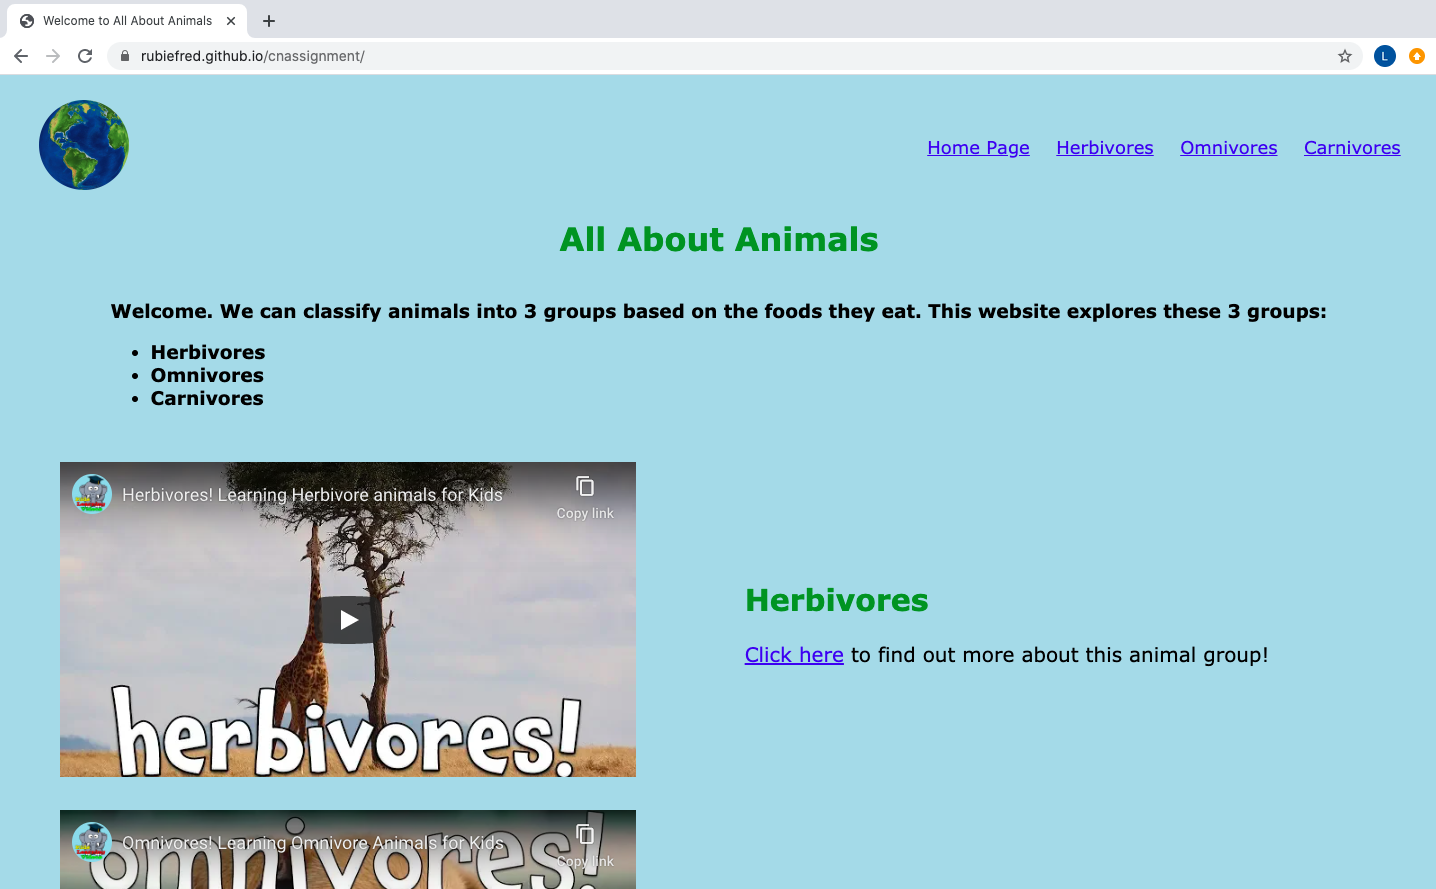 Welcome to All About Animals
rubiefred.github.io/cnassignment/
L
Home Page Herbivores Omnivores Carnivores
All About Animals
Welcome. We can classify animals into 3 groups based on the foods they eat. This website explores these 3 groups:
• Herbivores
• Omnivores
• Carnivores
Herbivores! Learning Herbivore animals for Kids
Copy link
herbivores!
Herbivores
Click here to find out more about this animal group!
Omnivores! Learning Omnivore Animals for Kids
Copy link
omnivores!